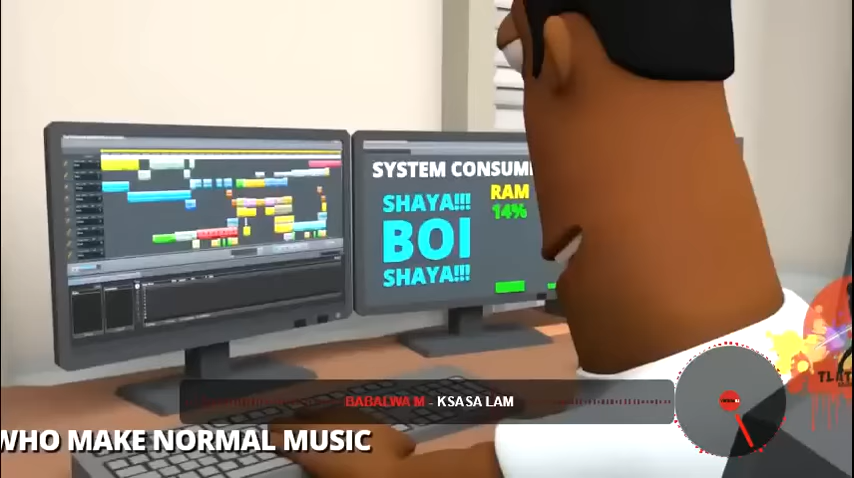 SYSTEM CONSUM
SHAYA!!!
BOI
SHAYA!!!
RAM
14%
BABALWA M - KSASA LAM
WHO MAKE NORMAL MUSIC